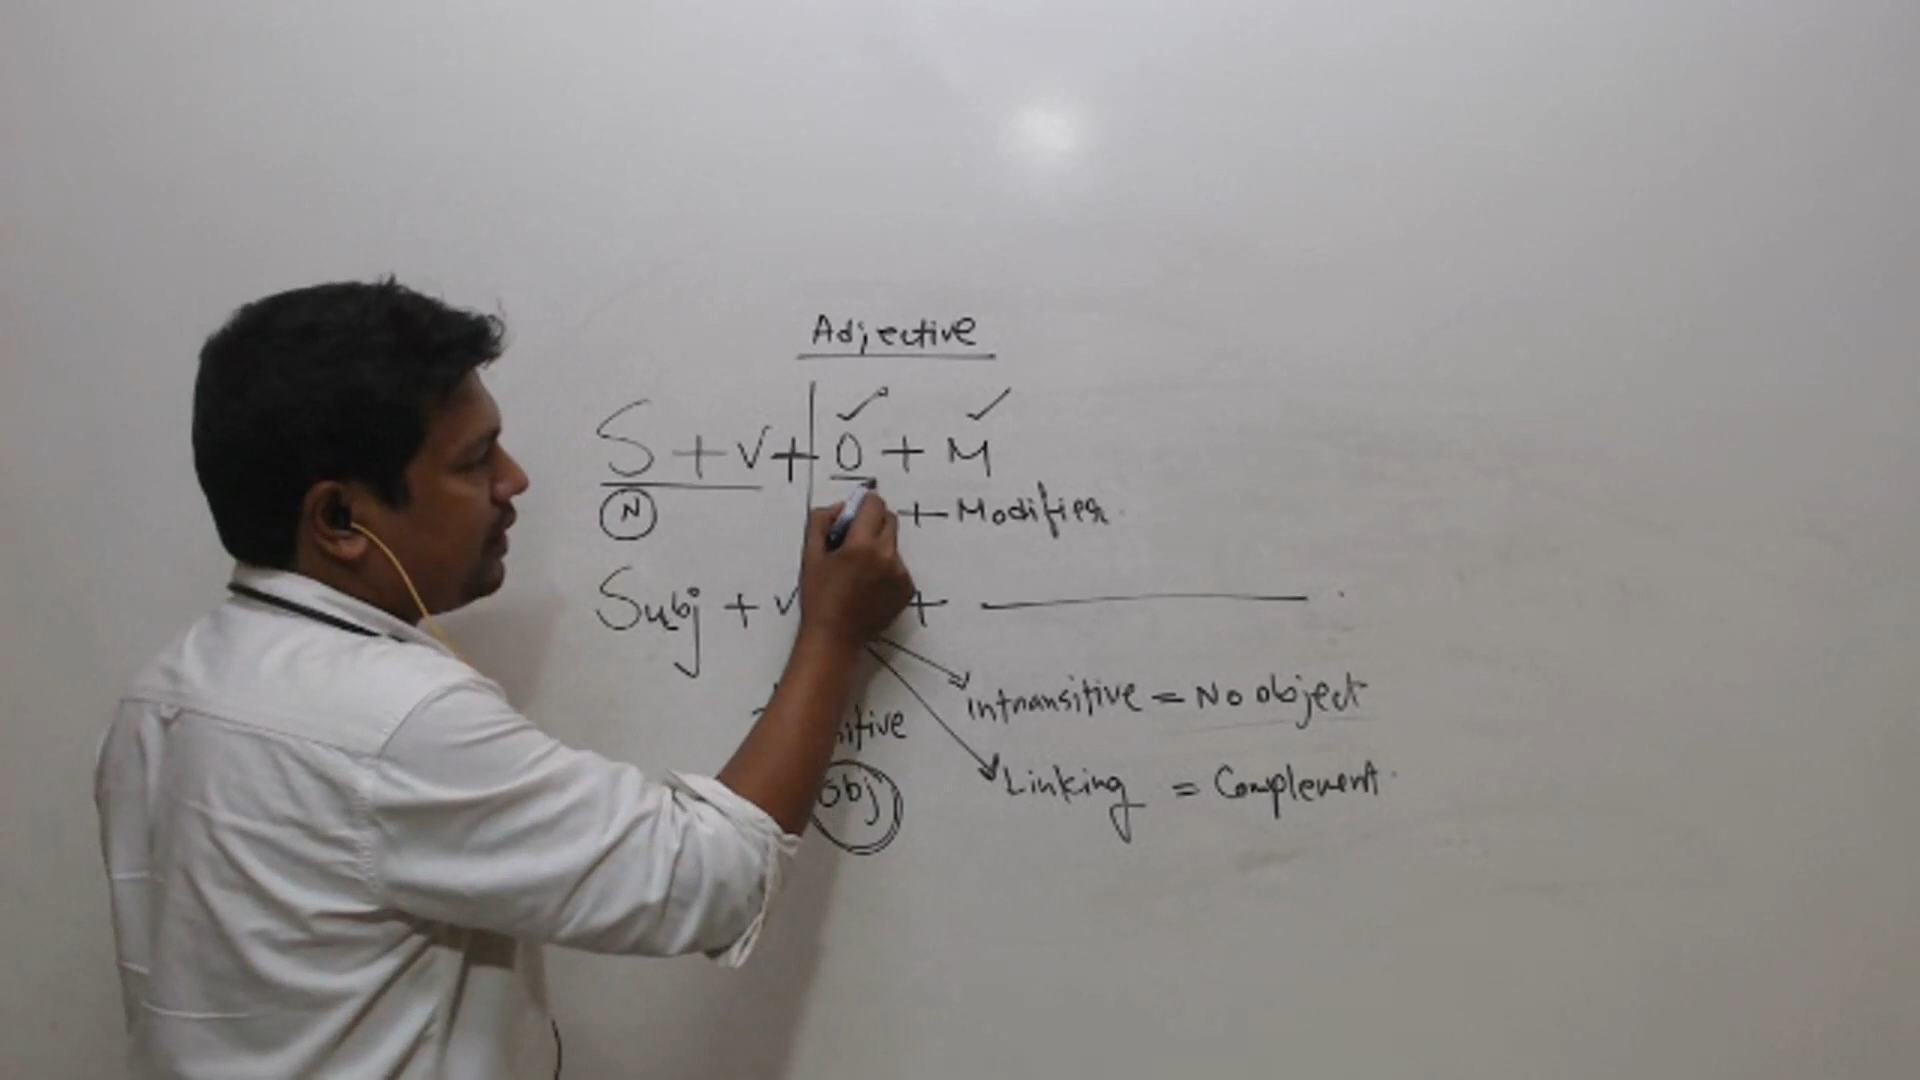 Adjective
S + V + O + M
N + Modifier
Subj + V +
Intransitive = No object
Linking = Complement
Obj